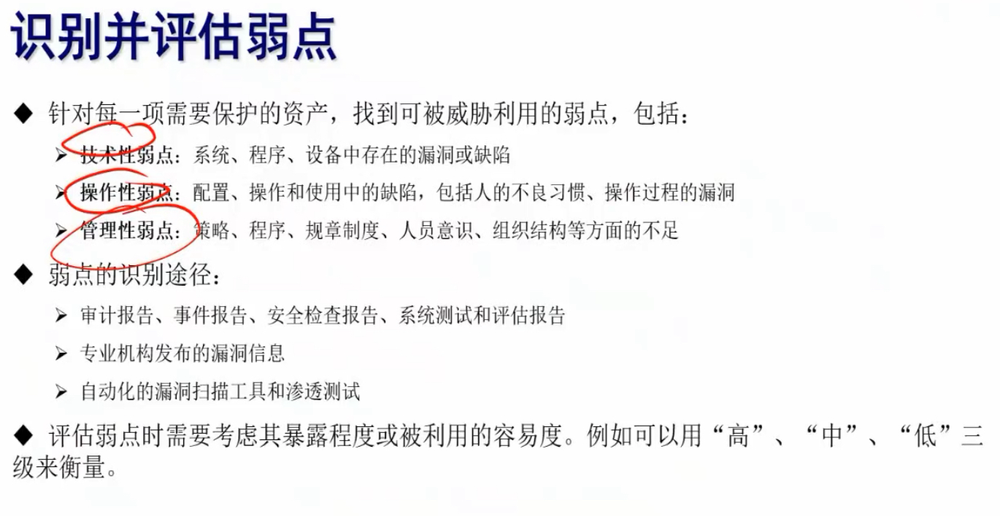 识别并评估弱点
◆ 针对每一项需要保护的资产，找到可被威胁利用的弱点，包括：
➢ 技术性弱点：系统、程序、设备中存在的漏洞或缺陷
➢ 操作性弱点：配置、操作和使用中的缺陷，包括人的不良习惯、操作过程的漏洞
➢ 管理性弱点：策略、程序、规章制度、人员意识、组织结构等方面的不足
◆ 弱点的识别途径：
➢ 审计报告、事件报告、安全检查报告、系统测试和评估报告
➢ 专业机构发布的漏洞信息
➢ 自动化的漏洞扫描工具和渗透测试
◆ 评估弱点时需要考虑其暴露程度或被利用的容易度。例如可以用“高”、“中”、“低”三
级来衡量。